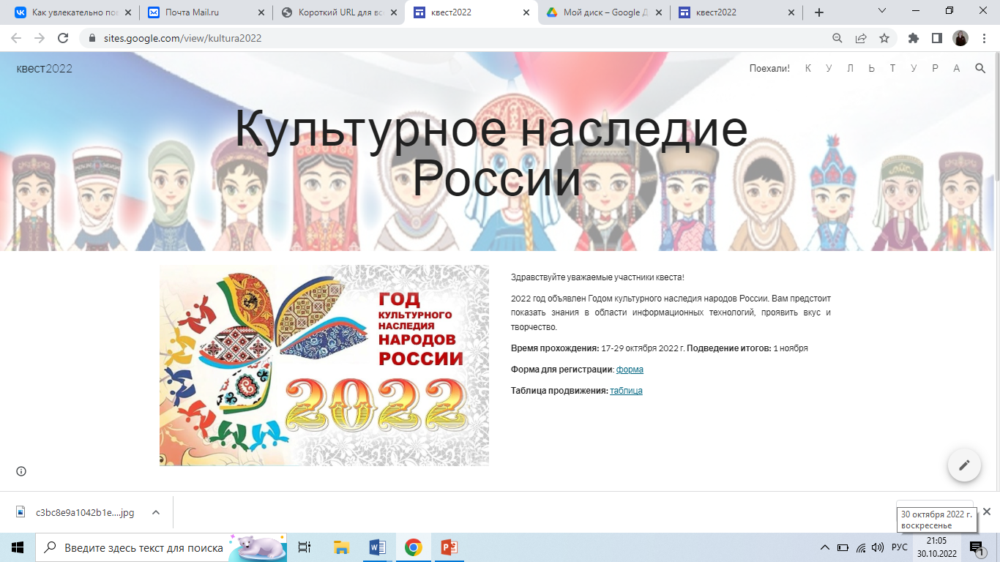 Как увлекательно пов
Почта Mail.ru
Короткий URL для вс
квест2022
Мой диск – Google Д
квест2022
sites.google.com/view/kultura2022
квест2022
Поехали! К У Л Ь Т У Р А
Культурное наследие
России
ГОД
КУЛЬТУРНОГО
НАСЛЕДИЯ
НАРОДОВ
РОССИИ
2022
Здравствуйте уважаемые участники квеста!
2022 год объявлен Годом культурного наследия народов России. Вам предстоит
показать знания в области информационных технологий, проявить вкус и
творчество.
Время прохождения: 17-29 октября 2022 г. Подведение итогов: 1 ноября
Форма для регистрации: форма
Таблица продвижения: таблица
c3bc8e9a1042b1e....jpg
30 октября 2022 г.
воскресенье
Введите здесь текст для поиска
РУС
21:05
30.10.2022
1